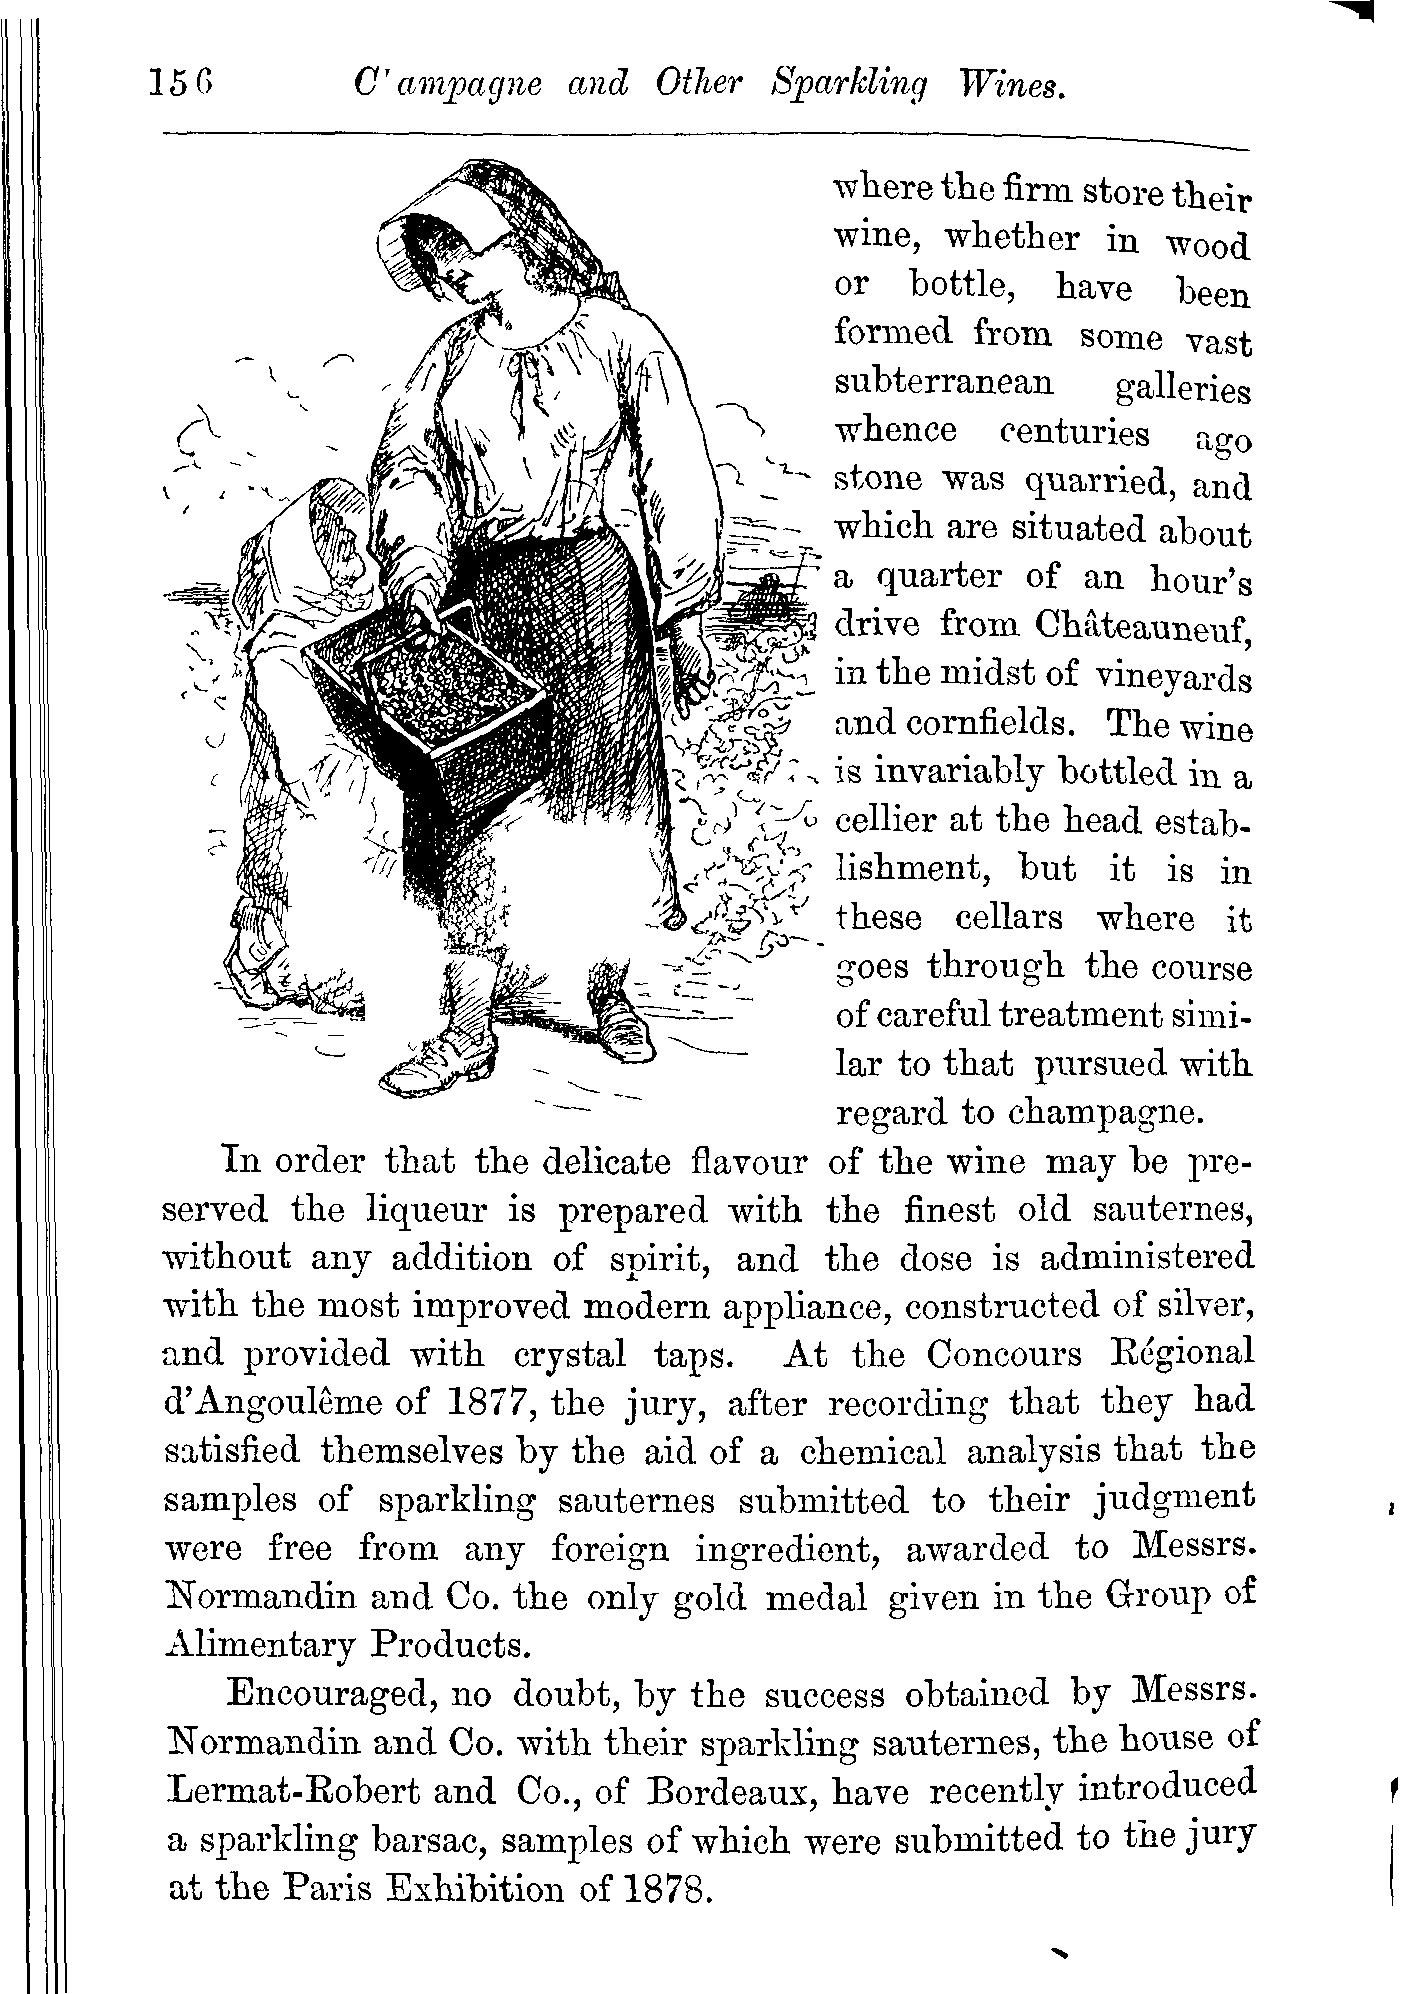 156 C'ampagne and Other Sparkling Wines.
where the firm store their
wine, whether in wood
or bottle, have been
formed from some vast
subterranean galleries
whence centuries ago
stone was quarried, and
which are situated about
a quarter of an hour's
drive from Châteauneuf,
in the midst of vineyards
and cornfields. The wine
is invariably bottled in a
cellier at the head estab-
lishment, but it is in
these cellars where it
goes through the course
of careful treatment simi-
lar to that pursued with
regard to champagne.
In order that the delicate flavour of the wine may be pre-
served the liqueur is prepared with the finest old sauternes,
without any addition of spirit, and the dose is administered
with the most improved modern appliance, constructed of silver,
and provided with crystal taps. At the Concours Régional
d'Angoulême of 1877, the jury, after recording that they had
satisfied themselves by the aid of a chemical analysis that the
samples of sparkling sauternes submitted to their judgment
were free from any foreign ingredient, awarded to Messrs.
Normandin and Co. the only gold medal given in the Group of
Alimentary Products.
Encouraged, no doubt, by the success obtained by Messrs.
Normandin and Co. with their sparkling sauternes, the house of
Lermat-Robert and Co., of Bordeaux, have recently introduced
a sparkling barsac, samples of which were submitted to the jury
at the Paris Exhibition of 1878.